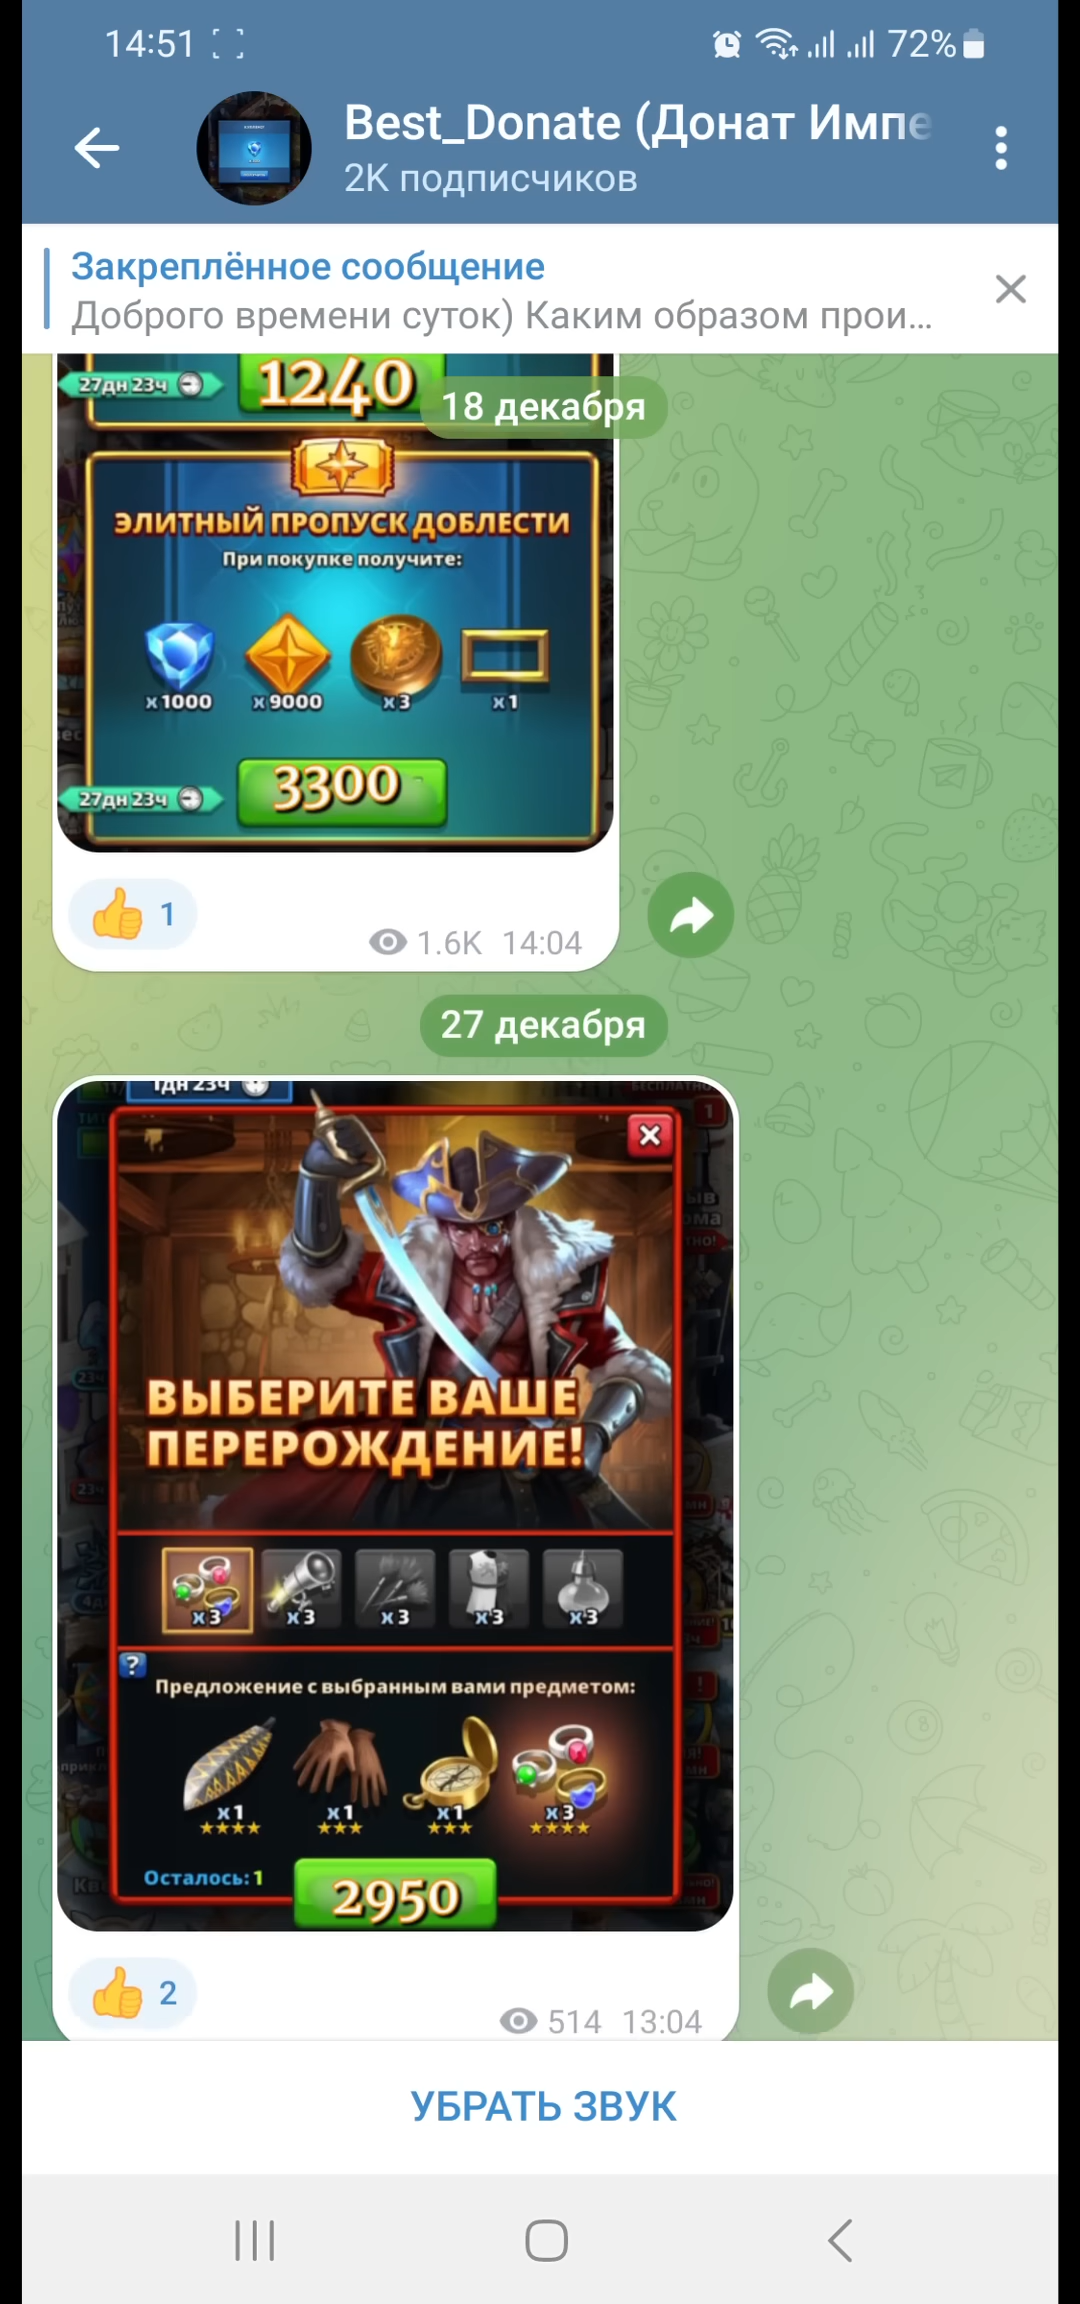 14:51
72%
Best_Donate (Донат Импе
2K подписчиков
Закреплённое сообщение
Доброго времени суток) Каким образом прои...
27дн 23ч
1240
18 декабря
ЭЛИТНЫЙ ПРОПУСК ДОБЛЕСТИ
При покупке получите:
x1000 x9000 x3 x1
27дн 23ч
3300
1
1.6K 14:04
27 декабря
1дн 23ч
1
ВЫБЕРИТЕ ВАШЕ
ПЕРЕРОЖДЕНИЕ!
x3 x3 x3 x3 x3
?
Предложение с выбранным вами предметом:
x1 x1 x1 x3
Осталось: 1
2950
2
514 13:04
УБРАТЬ ЗВУК